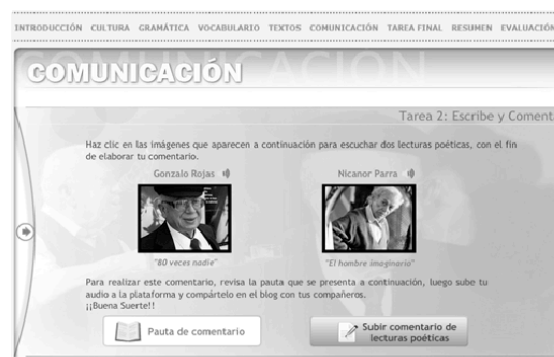 INTRODUCCIÓN CULTURA GRAMÁTICA VOCABULARIO TEXTOS COMUNICACIÓN TAREA FINAL RESUMEN EVALUACIÓN
COMUNICACIÓN
Tarea 2: Escribe y Coment
Haz clic en las imágenes que aparecen a continuación para escuchar dos lecturas poéticas, con el fin
de elaborar tu comentario.
Gonzalo Rojas Nicanor Parra
"80 veces nadie" "El hombre imaginario"
Para realizar este comentario, revisa la pauta que se presenta a continuación, luego sube tu
audio a la plataforma y compártelo en el blog con tus compañeros.
¡¡Buena Suerte!!
Pauta de comentario
Subir comentario de
lecturas poéticas